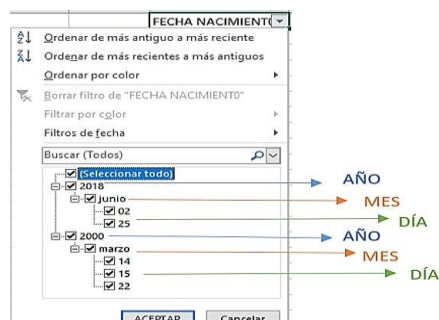 FECHA NACIMIENT(
Ordenar de más antiguo a más reciente
Ordenar de más recientes a más antiguos
Ordenar por color
Borrar filtro de "FECHA NACIMIENT0"
Filtrar por color
Filtros de fecha
Buscar (Todos)
(Seleccionar todo)
2018 AÑO
junio MES
02
25 DÍA
2000 AÑO
marzo MES
14
15 DÍA
22
ACEPTAR Cancelar